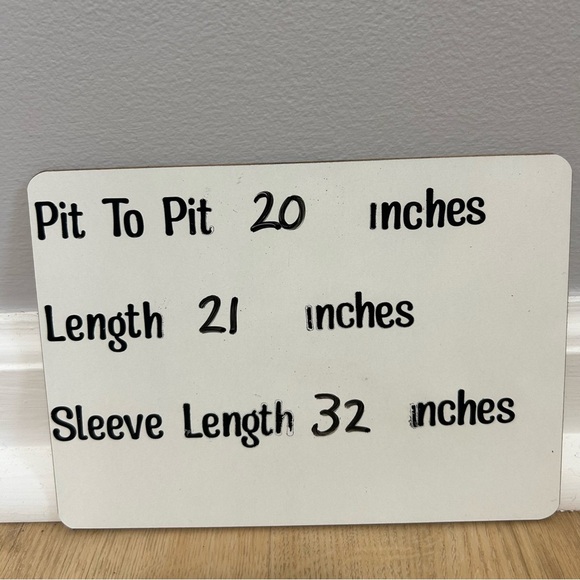 Pit To Pit 20 inches
Length 21 inches
Sleeve Length 32 inches